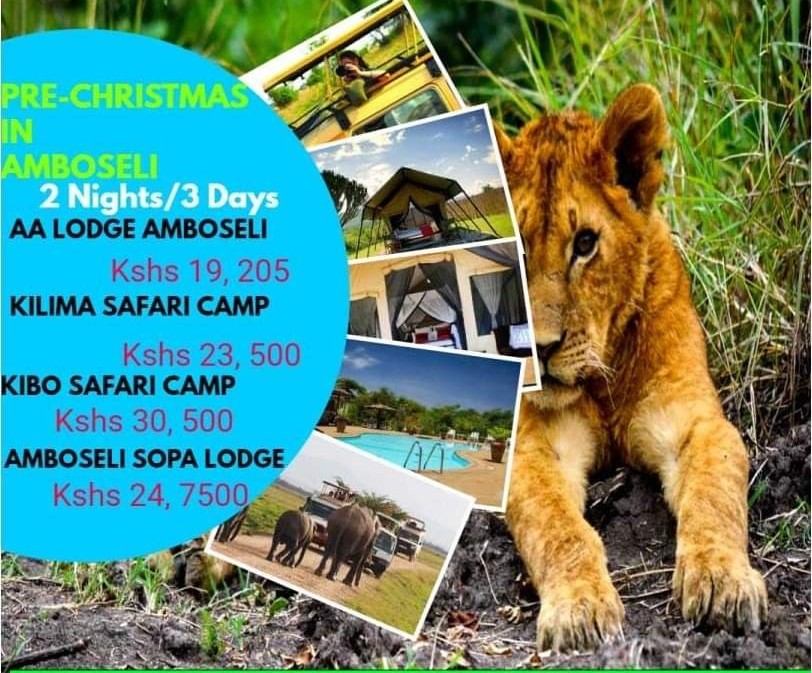 PRE-CHRISTMAS
IN
AMBOSELI
2 Nights/3 Days
AA LODGE AMBOSELI
Kshs 19, 205
KILIMA SAFARI CAMP
Kshs 23, 500
KIBO SAFARI CAMP
Kshs 30, 500
AMBOSELI SOPA LODGE
Kshs 24, 7500